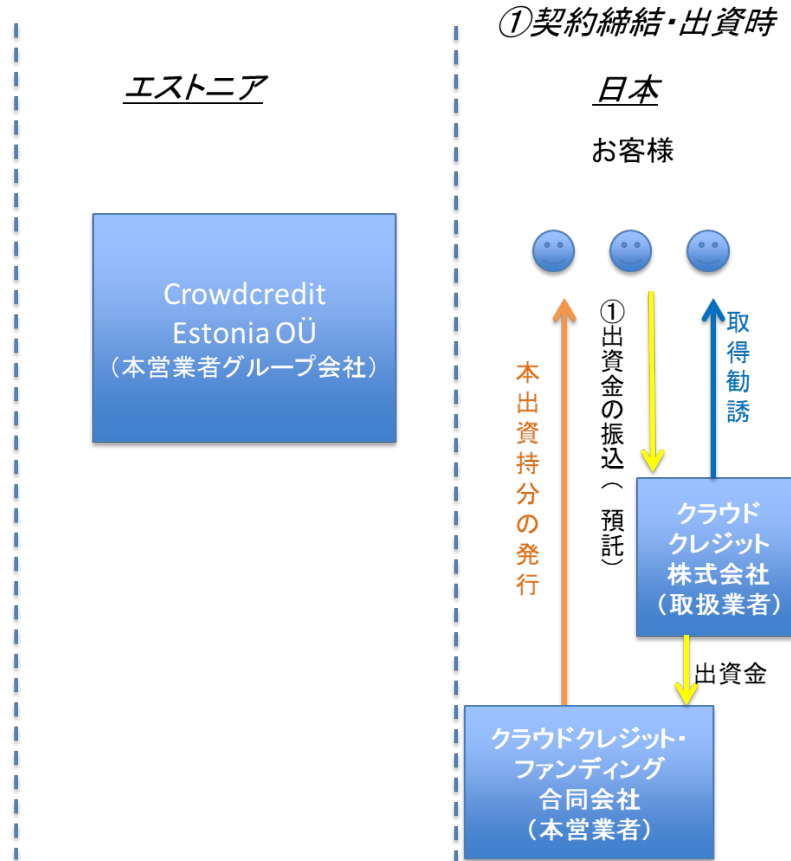 ①契約締結・出資時
エストニア
日本
お客様
Crowdcredit
Estonia OÜ
（本営業者グループ会社）
本出資持分の発行
①出資金の振込（預託）
取得勧誘
クラウド
クレジット
株式会社
（取扱業者）
出資金
クラウドクレジット・
ファンディング
合同会社
（本営業者）